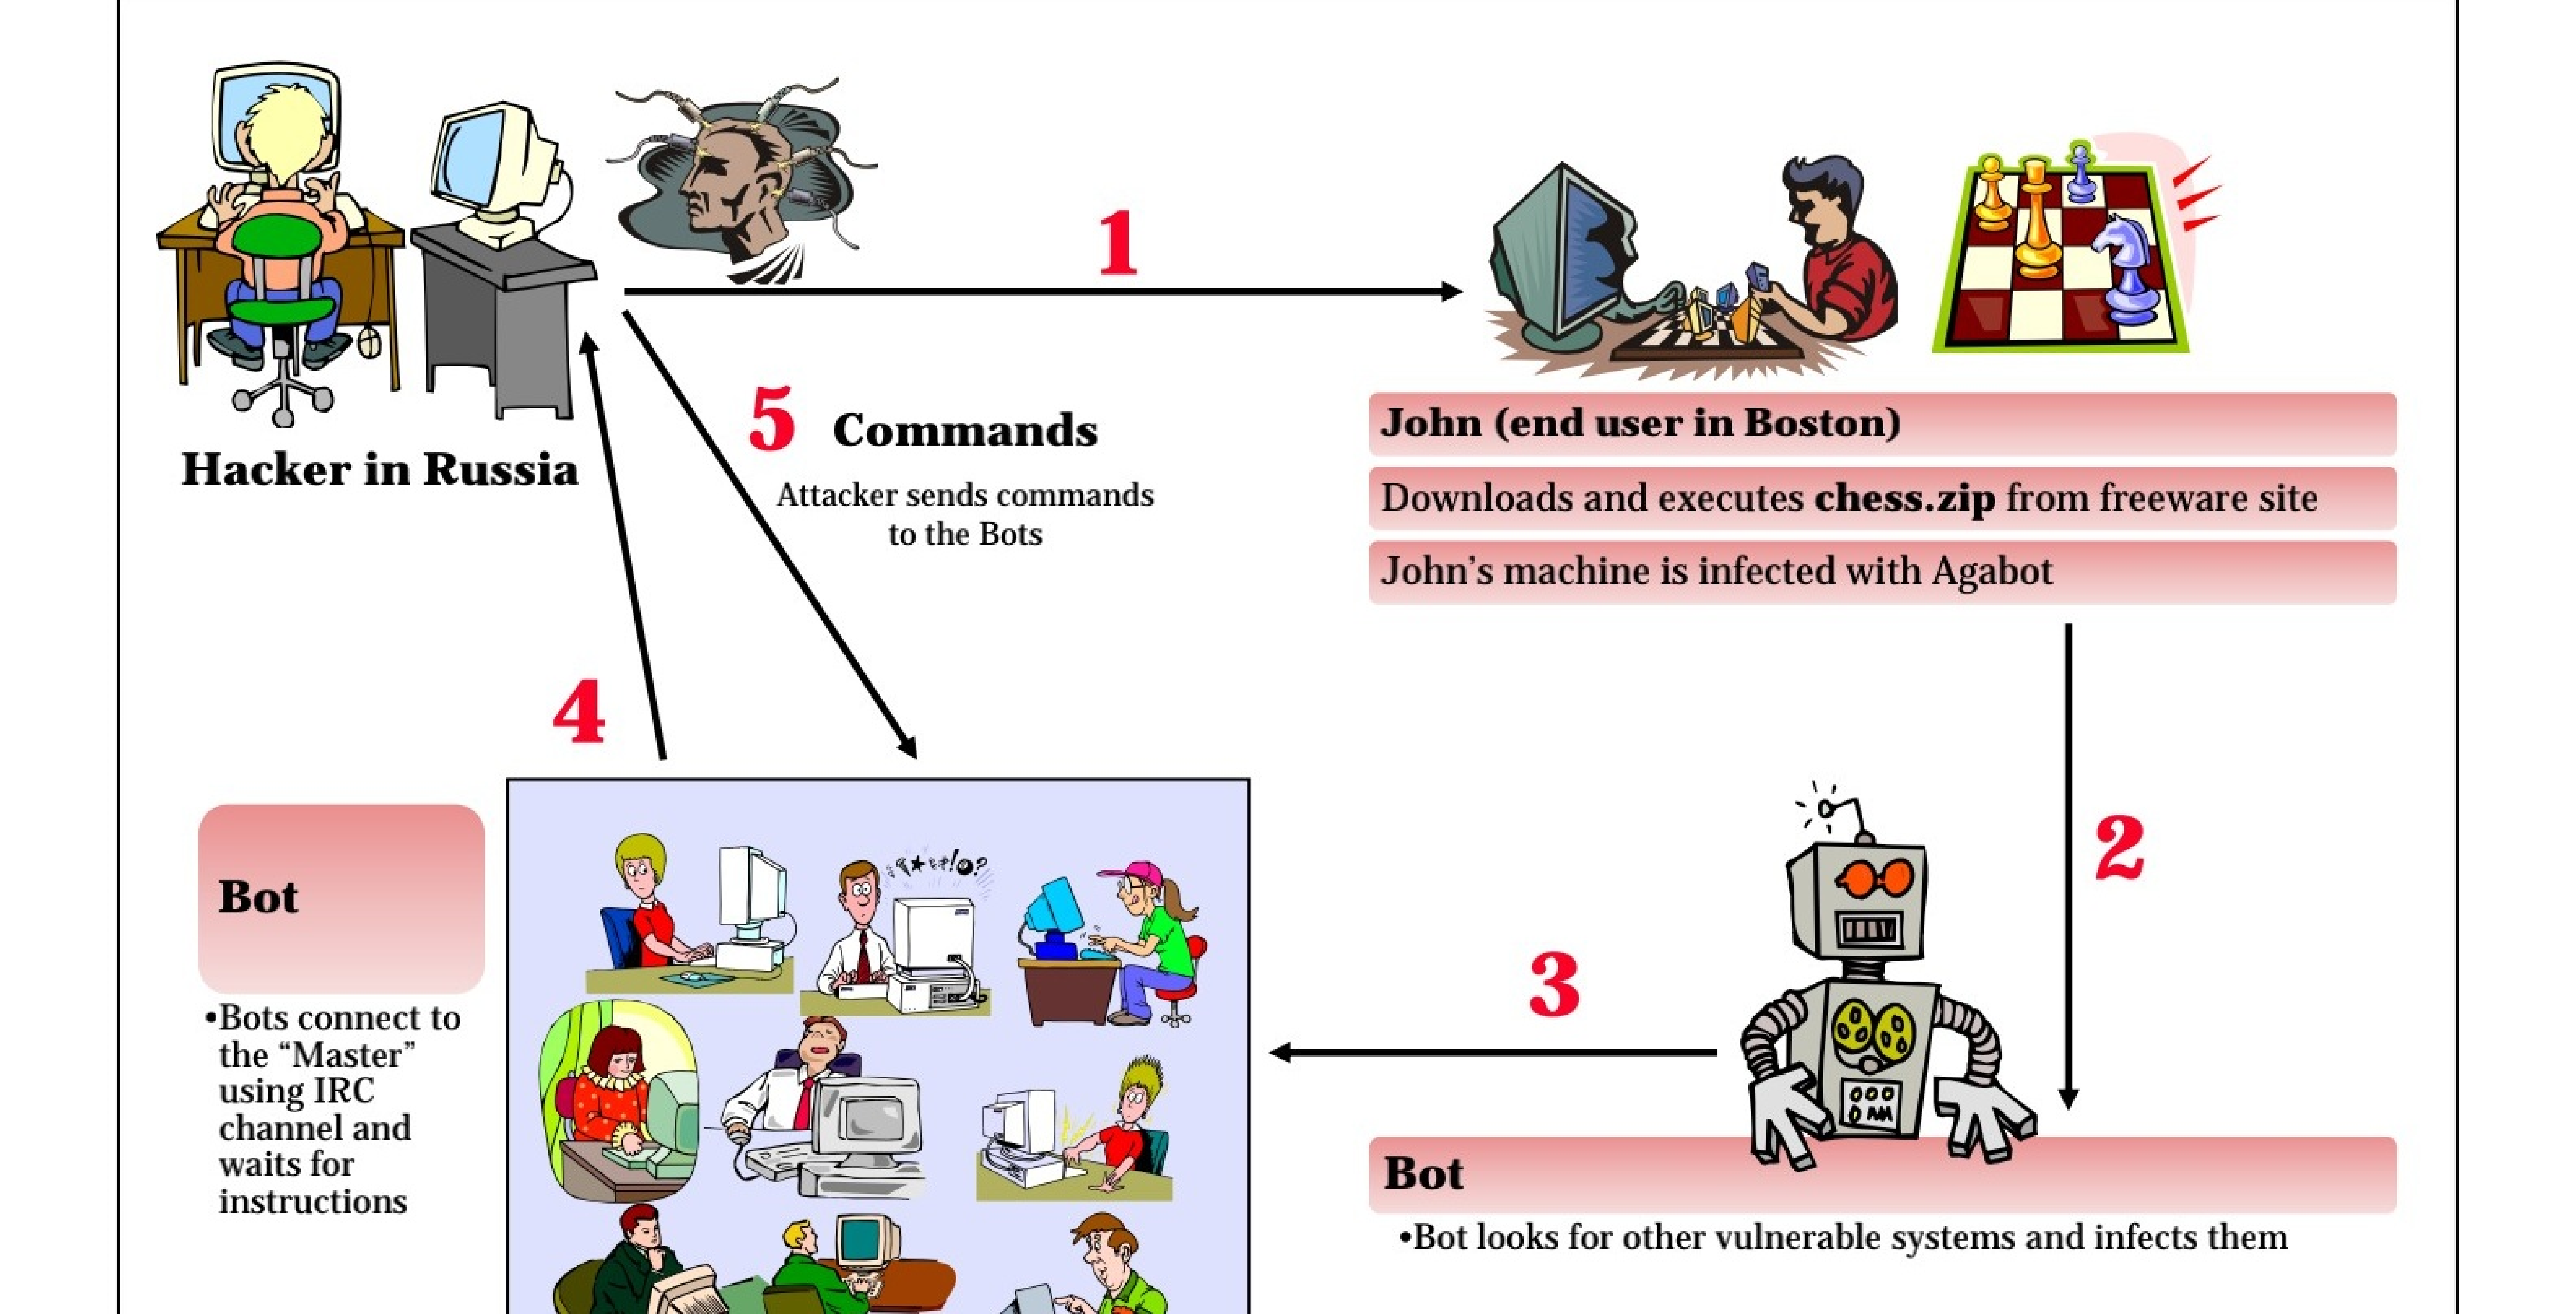 1
5 Commands
Hacker in Russia
Attacker sends commands
to the Bots
John (end user in Boston)
Downloads and executes chess.zip from freeware site
John’s machine is infected with Agabot
4
2
Bot
•Bots connect to
the “Master”
using IRC
channel and
waits for
instructions
3
Bot
•Bot looks for other vulnerable systems and infects them